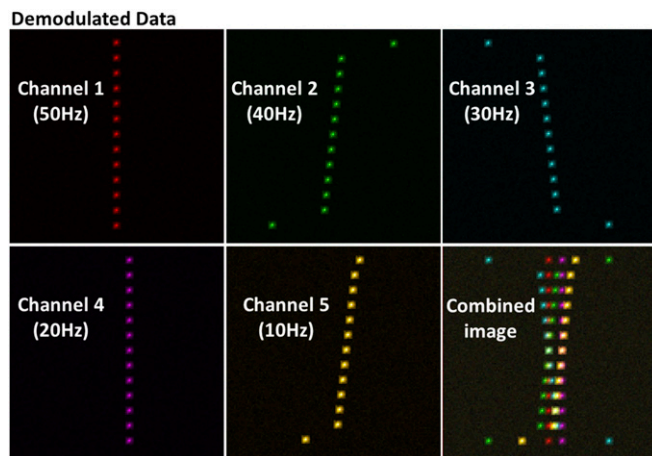 Demodulated Data
Channel 1
(50Hz)
Channel 2
(40Hz)
Channel 3
(30Hz)
Channel 4
(20Hz)
Channel 5
(10Hz)
Combined
image